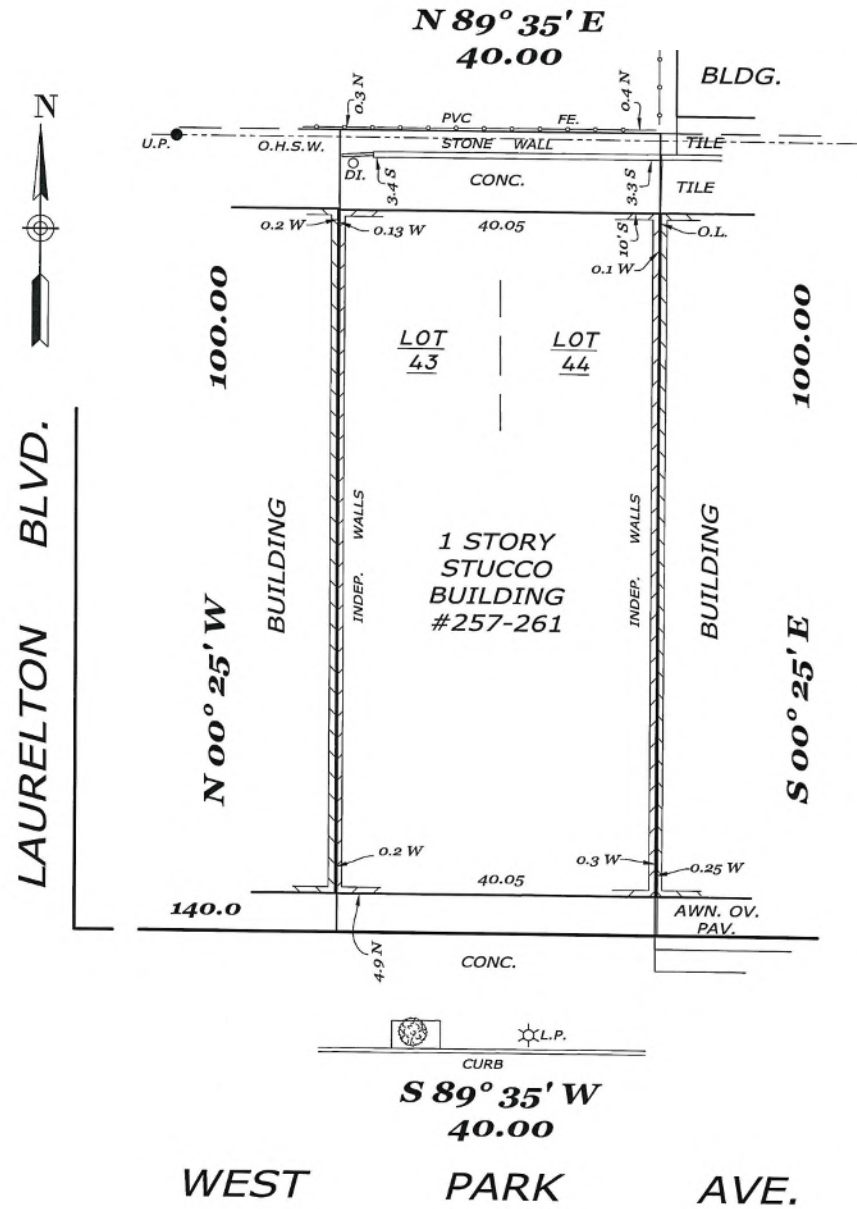 N 89° 35' E
40.00
BLDG.
N
0.3 N
0.4 N
PVC
FE.
U.P.
O.H.S.W.
STONE WALL
TILE
DI.
3.4 S
CONC.
3.3 S
TILE
0.2 W
0.13 W
40.05
10' S
O.L.
0.1 W
100.00
LOT
43
LOT
44
100.00
LAURELTON BLVD.
N 00° 25' W
BUILDING
INDEP. WALLS
1 STORY
STUCCO
BUILDING
#257-261
INDEP. WALLS
BUILDING
S 00° 25' E
0.2 W
0.3 W
0.25 W
40.05
140.0
AWN. OV.
PAV.
4.9 N
CONC.
L.P.
CURB
S 89° 35' W
40.00
WEST PARK AVE.